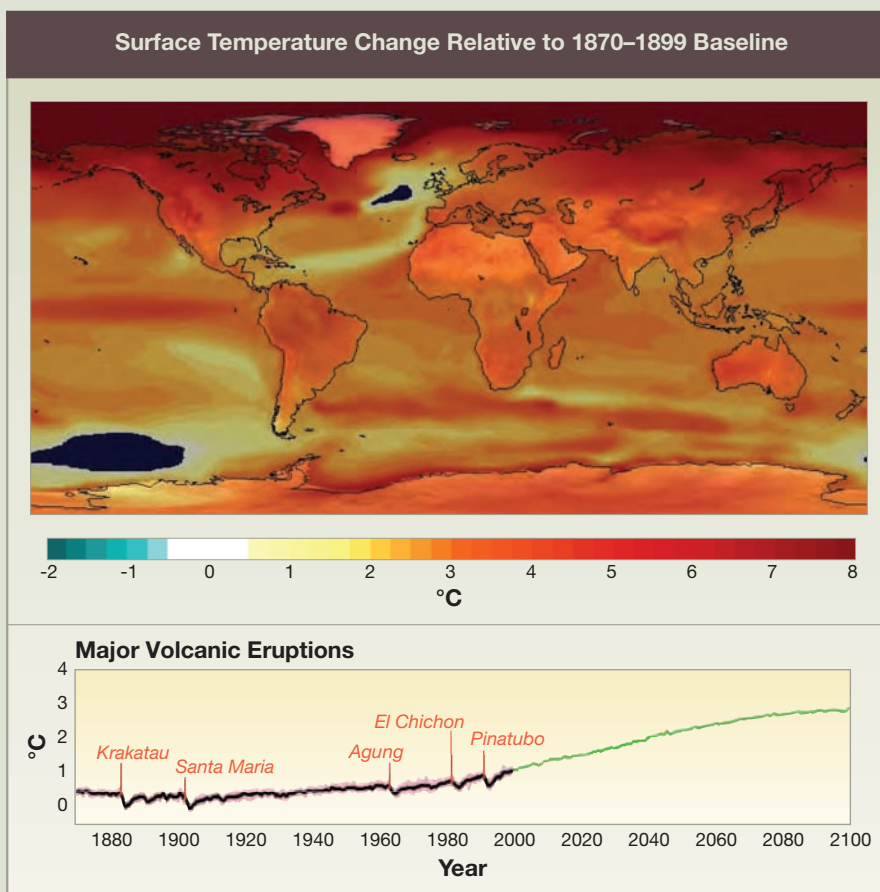 Surface Temperature Change Relative to 1870–1899 Baseline
-2 -1 0 1 2 3 4 5 6 7 8
°C
Major Volcanic Eruptions
4
3
2
1
0
°C
El Chichon
Krakatau
Agung
Pinatubo
Santa Maria
1880 1900 1920 1940 1960 1980 2000 2020 2040 2060 2080 2100
Year